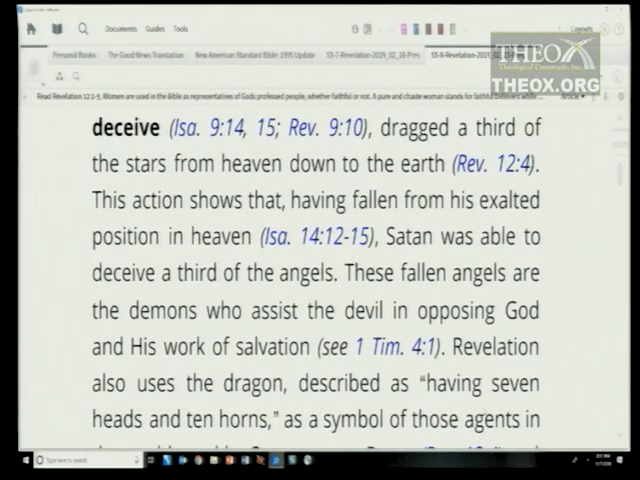 Documents Guides Tools
Layouts
Personal Books The Good News Translation New American Standard Bible: 1995 Update
THEOX
THEOX.ORG
deceive (Isa. 9:14, 15; Rev. 9:10), dragged a third of
the stars from heaven down to the earth (Rev. 12:4).
This action shows that, having fallen from his exalted
position in heaven (Isa. 14:12-15), Satan was able to
deceive a third of the angels. These fallen angels are
the demons who assist the devil in opposing God
and His work of salvation (see 1 Tim. 4:1). Revelation
also uses the dragon, described as “having seven
heads and ten horns,” as a symbol of those agents in
Type here to search